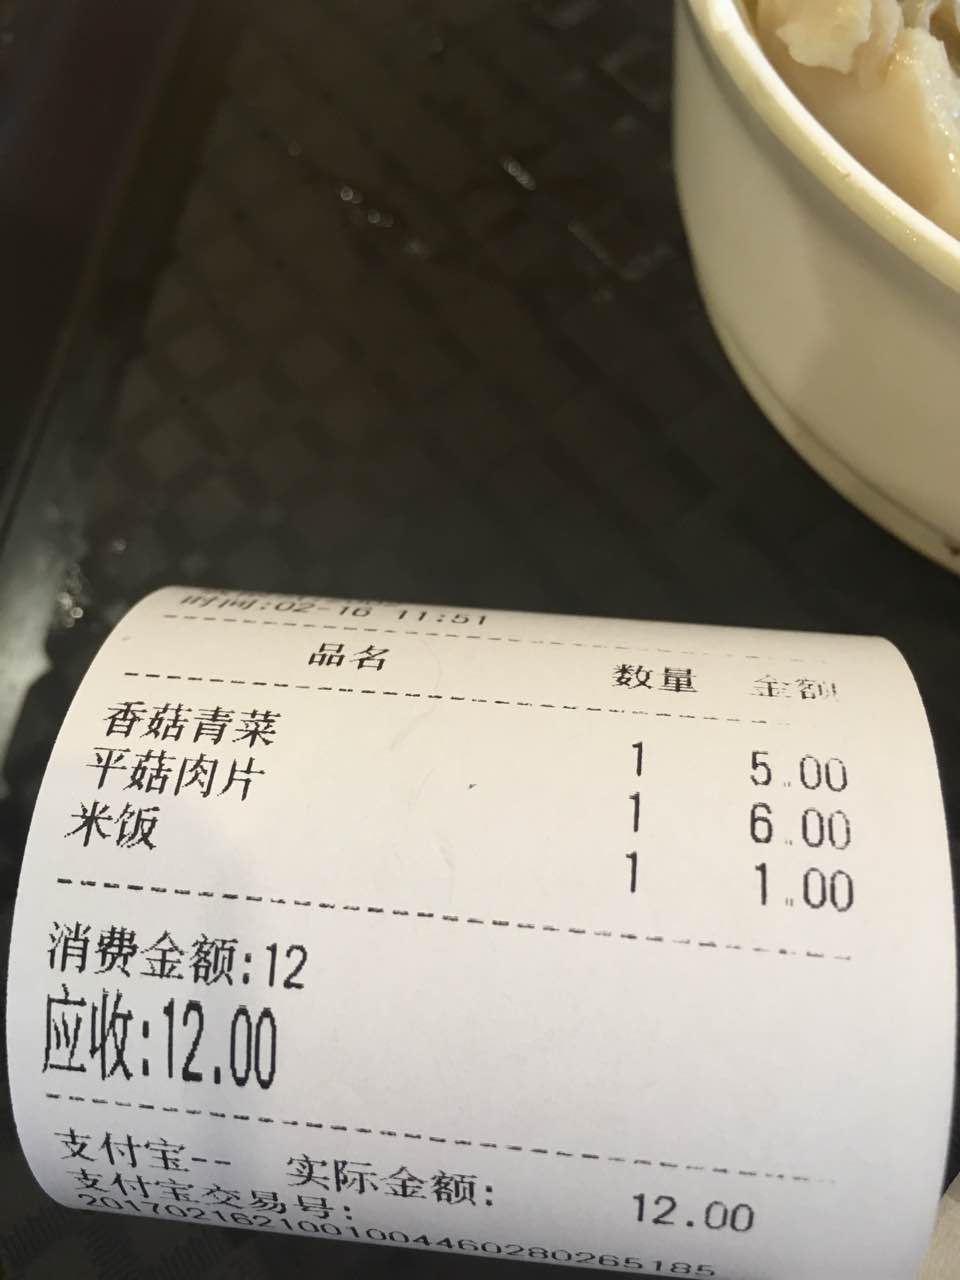 时间:02-16 11:51
品名 数量 金额
香菇青菜 1 5.00
平菇肉片 1 6.00
米饭 1 1.00
消费金额:12
应收:12.00
支付宝-- 实际金额: 12.00
支付宝交易号:
2017021621001004460280265185